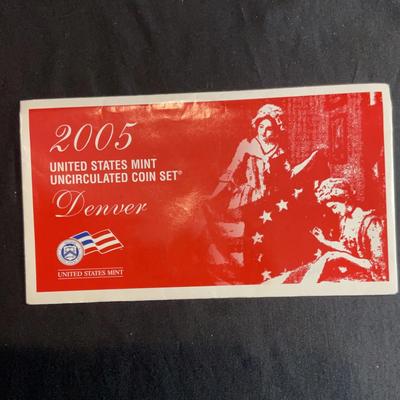 2005
UNITED STATES MINT
UNCIRCULATED COIN SET®
Denver
UNITED STATES MINT